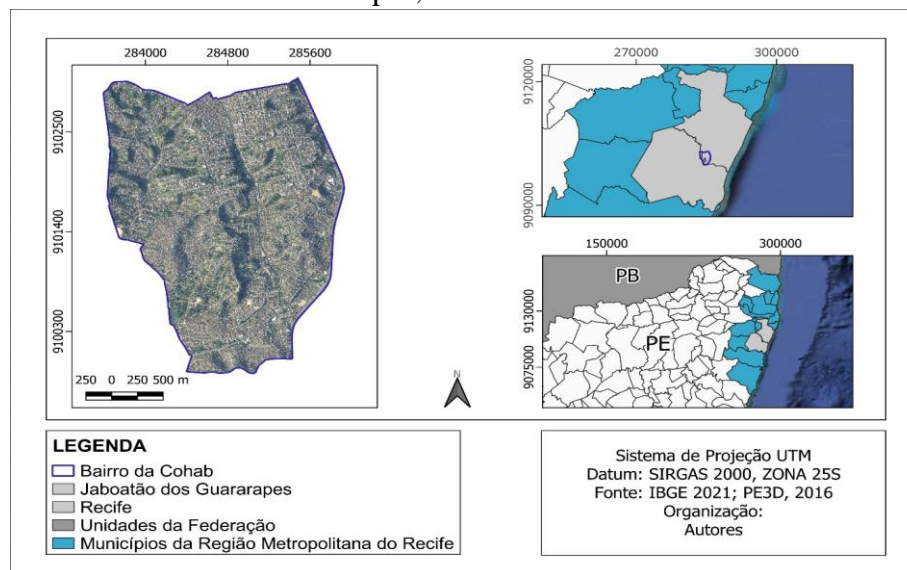 284000 284800 285600
9102500
9101400
9100300
250 0 250 500 m
N
270000 300000
9120000
9090000
150000 300000
9130000
9075000
PB
PE
LEGENDA
Bairro da Cohab
Jaboatão dos Guararapes
Recife
Unidades da Federação
Municípios da Região Metropolitana do Recife
Sistema de Projeção UTM
Datum: SIRGAS 2000, ZONA 25S
Fonte: IBGE 2021; PE3D, 2016
Organização:
Autores